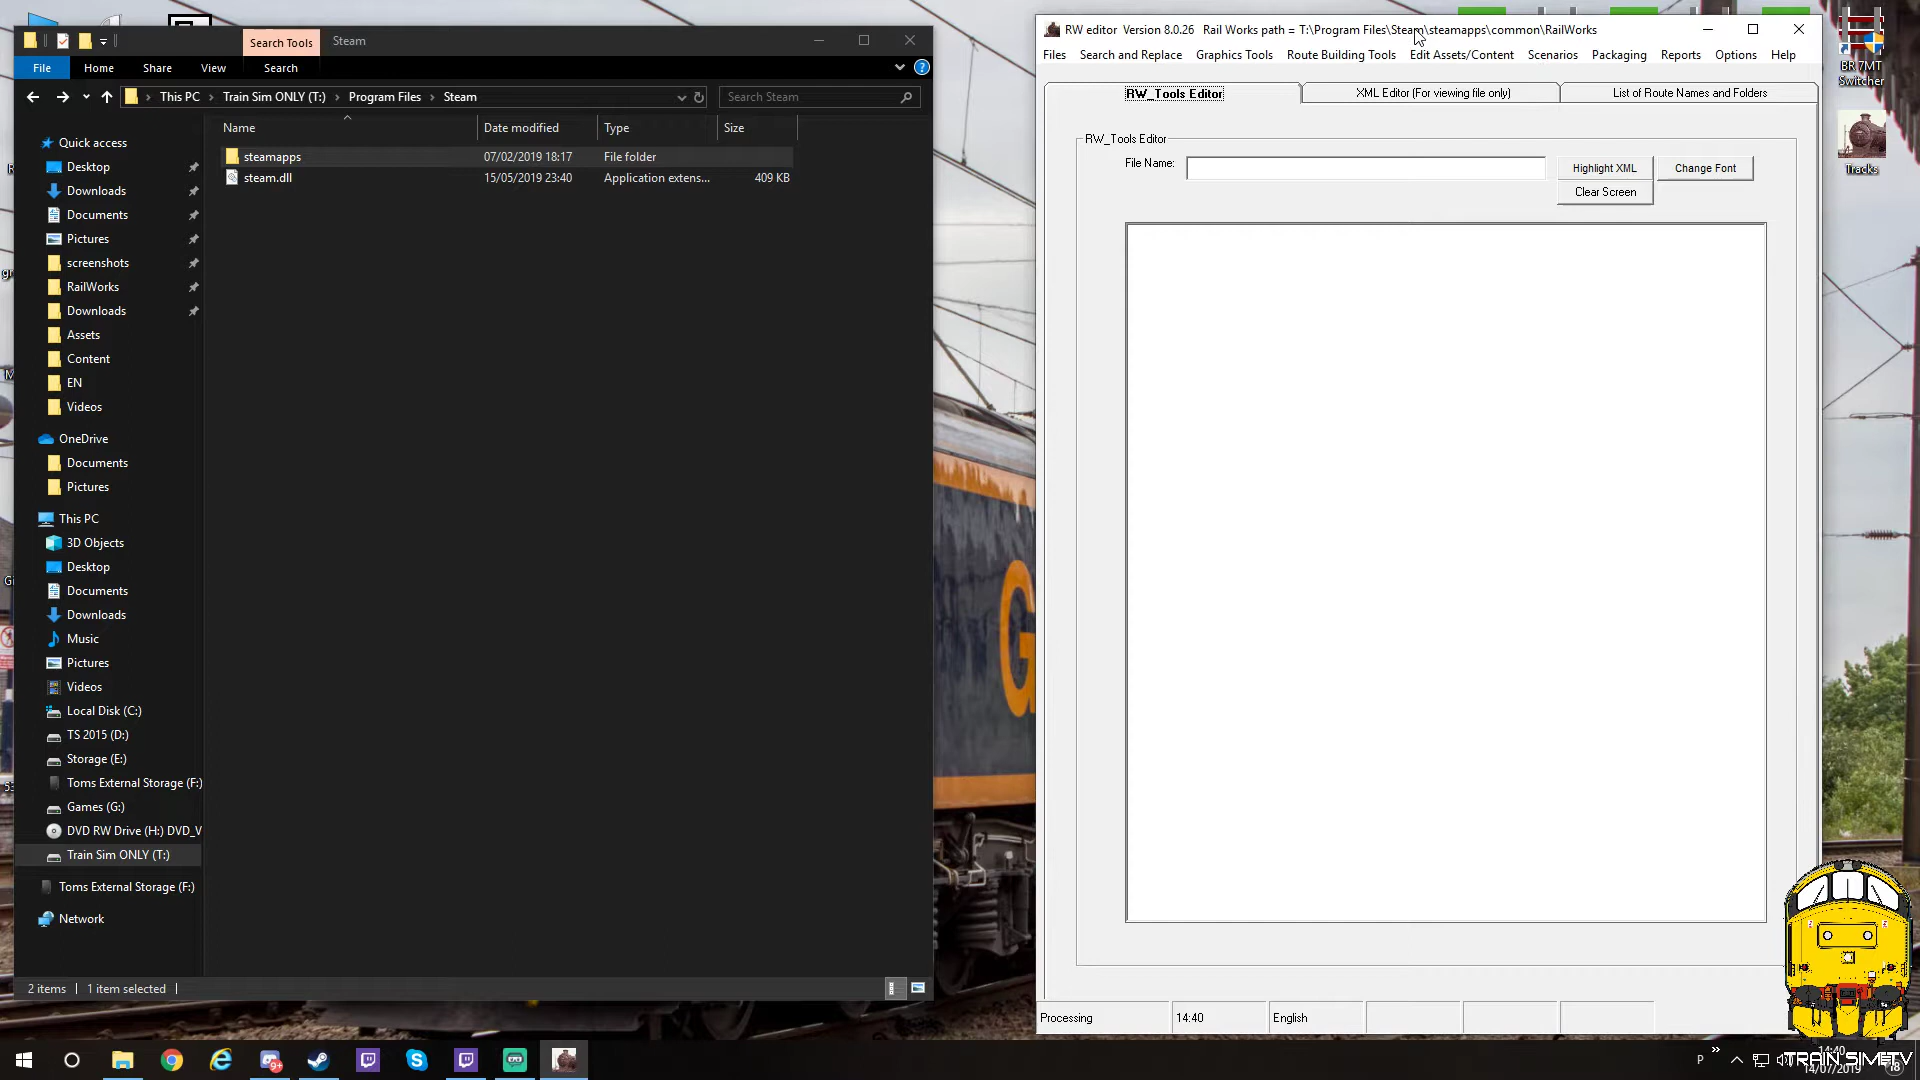 Search Tools
Steam
File
Home
Share
View
Search
This PC
Train Sim ONLY (T:)
Program Files
Steam
Search Steam
Name
Date modified
Type
Size
steamapps
07/02/2019 18:17
File folder
steam.dll
15/05/2019 23:40
Application extens...
409 KB
Quick access
Desktop
Downloads
Documents
Pictures
screenshots
RailWorks
Downloads
Assets
Content
EN
Videos
OneDrive
Documents
Pictures
This PC
3D Objects
Desktop
Documents
Downloads
Music
Pictures
Videos
Local Disk (C:)
TS 2015 (D:)
Storage (E:)
Toms External Storage (F:)
Games (G:)
DVD RW Drive (H:) DVD_V
Train Sim ONLY (T:)
Toms External Storage (F:)
Network
2 items
1 item selected
RW editor Version 8.0.26 Rail Works path = T:\Program Files\Steam\steamapps\common\RailWorks
Files
Search and Replace
Graphics Tools
Route Building Tools
Edit Assets/Content
Scenarios
Packaging
Reports
Options
Help
RW_Tools Editor
XML Editor (For viewing file only)
List of Route Names and Folders
RW_Tools Editor
File Name:
Highlight XML
Change Font
Clear Screen
Processing
14:40
English
BR 7MT
Switcher
Tracks
G
9+
P
14:40
14/07/2019
TRAIN SIM TV